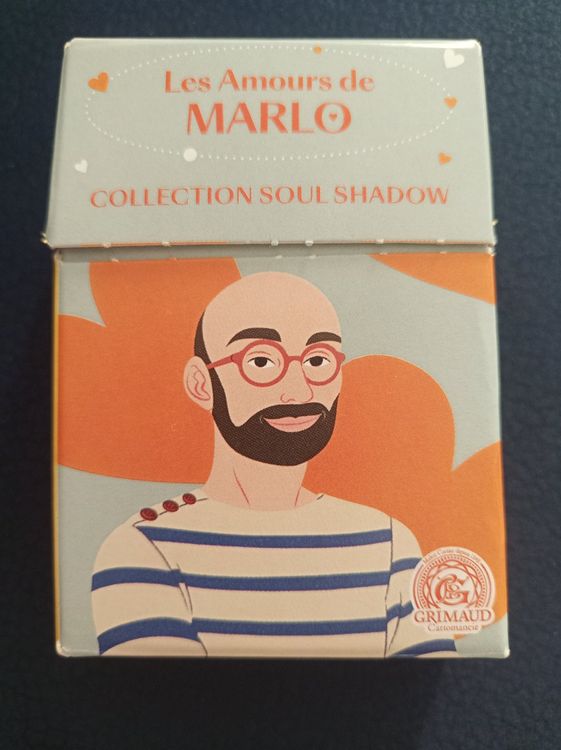 Les Amours de
MARLO
COLLECTION SOUL SHADOW
GRIMAUD
Cartomancie